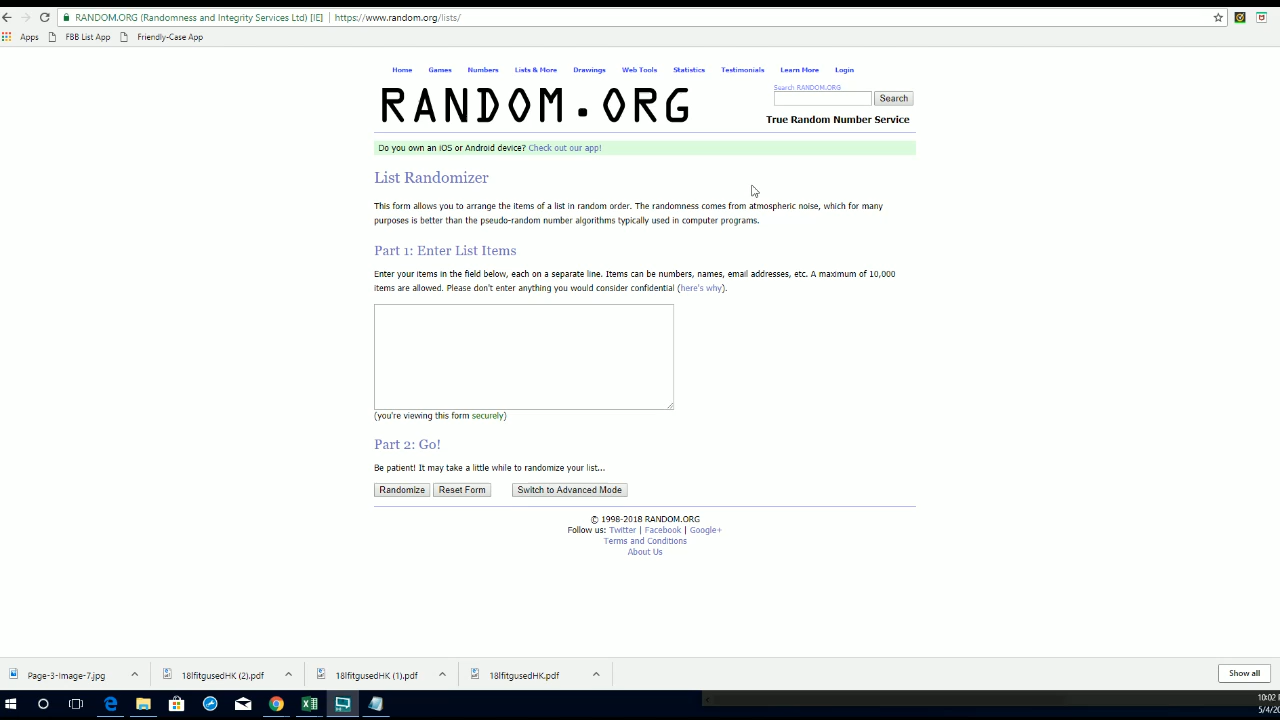 RANDOM.ORG (Randomness and Integrity Services Ltd) [IE] https://www.random.org/lists/
Apps FBB List App Friendly-Case App
Home Games Numbers Lists & More Drawings Web Tools Statistics Testimonials Learn More Login
RANDOM.ORG
Search RANDOM.ORG
Search
True Random Number Service
Do you own an iOS or Android device? Check out our app!
List Randomizer
This form allows you to arrange the items of a list in random order. The randomness comes from atmospheric noise, which for many
purposes is better than the pseudo-random number algorithms typically used in computer programs.
Part 1: Enter List Items
Enter your items in the field below, each on a separate line. Items can be numbers, names, email addresses, etc. A maximum of 10,000
items are allowed. Please don't enter anything you would consider confidential (here's why).
(you're viewing this form securely)
Part 2: Go!
Be patient! It may take a little while to randomize your list...
Randomize Reset Form Switch to Advanced Mode
© 1998-2018 RANDOM.ORG
Follow us: Twitter | Facebook | Google+
Terms and Conditions
About Us
Page-3-Image-7.jpg 18lfitgusedHK (2).pdf 18lfitgusedHK (1).pdf 18lfitgusedHK.pdf Show all
10:02
5/4/20